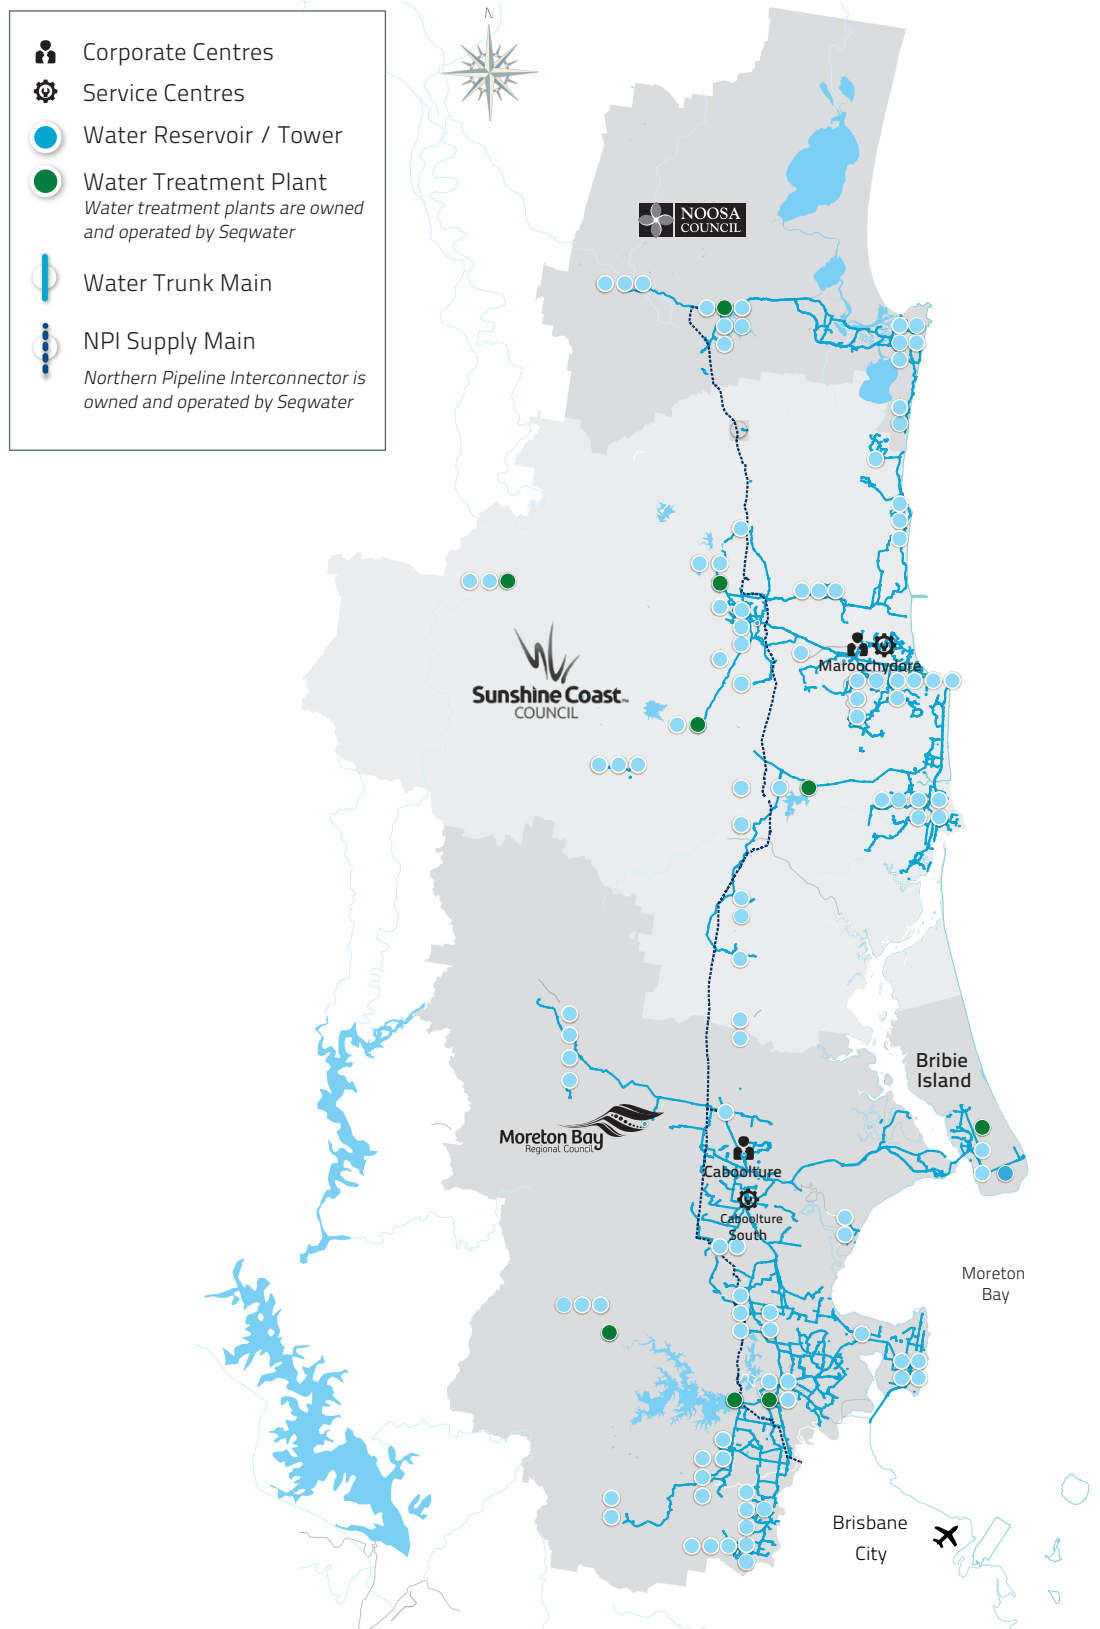 N
Corporate Centres
Service Centres
Water Reservoir / Tower
Water Treatment Plant
Water treatment plants are owned
and operated by Seqwater
Water Trunk Main
NPI Supply Main
Northern Pipeline Interconnector is
owned and operated by Seqwater
NOOSA
COUNCIL
Maroochydore
Sunshine Coast
COUNCIL
Bribie
Island
Moreton Bay
Regional Council
Caboolture
Caboolture
South
Moreton
Bay
Brisbane
City